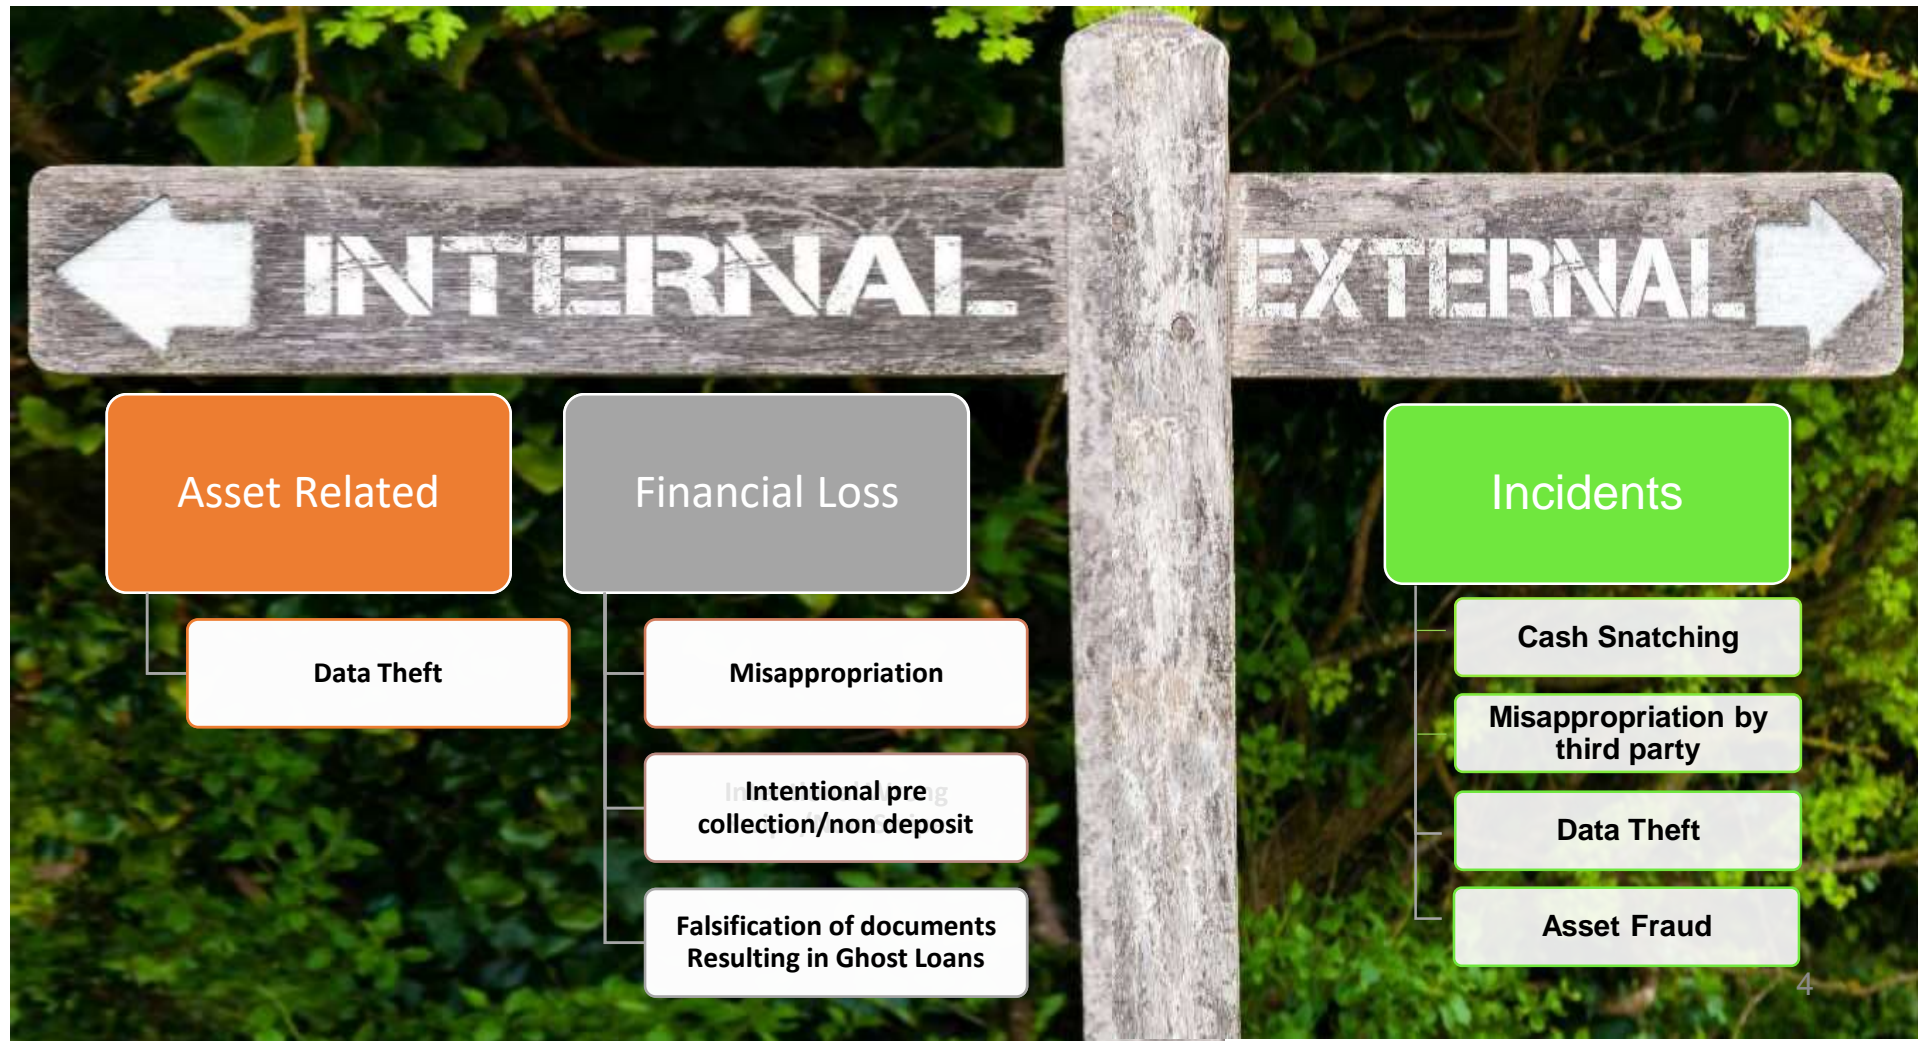 INTERNAL
EXTERNAL
Asset Related
Data Theft
Financial Loss
Misappropriation
Intentional pre
collection/non deposit
Falsification of documents
Resulting in Ghost Loans
Incidents
Cash Snatching
Misappropriation by
third party
Data Theft
Asset Fraud
4